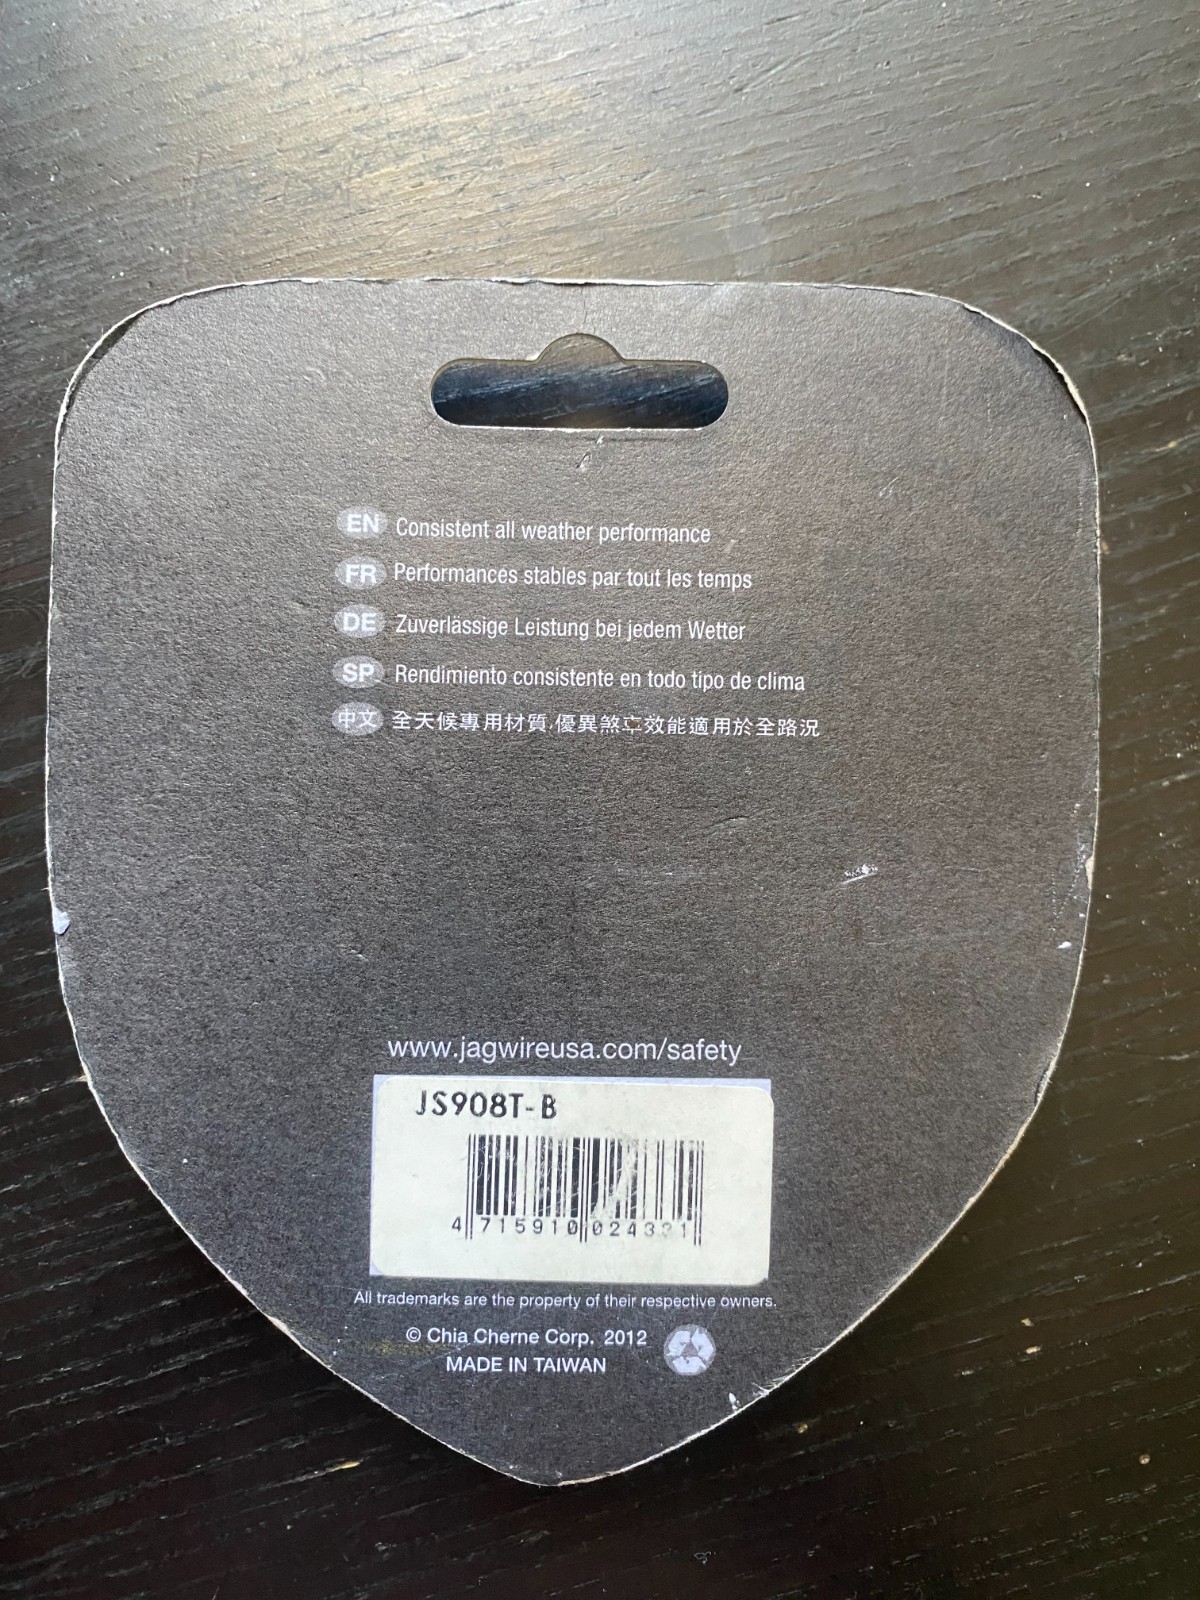 EN Consistent all weather performance
FR Performances stables par tout les temps
DE Zuverlässige Leistung bei jedem Wetter
SP Rendimiento consistente en todo tipo de clima
中文 全天候專用材質,優異煞車效能適用於全路況
www.jagwireusa.com/safety
JS908T-B
4 715910 024331
All trademarks are the property of their respective owners.
© Chia Cherne Corp. 2012
MADE IN TAIWAN